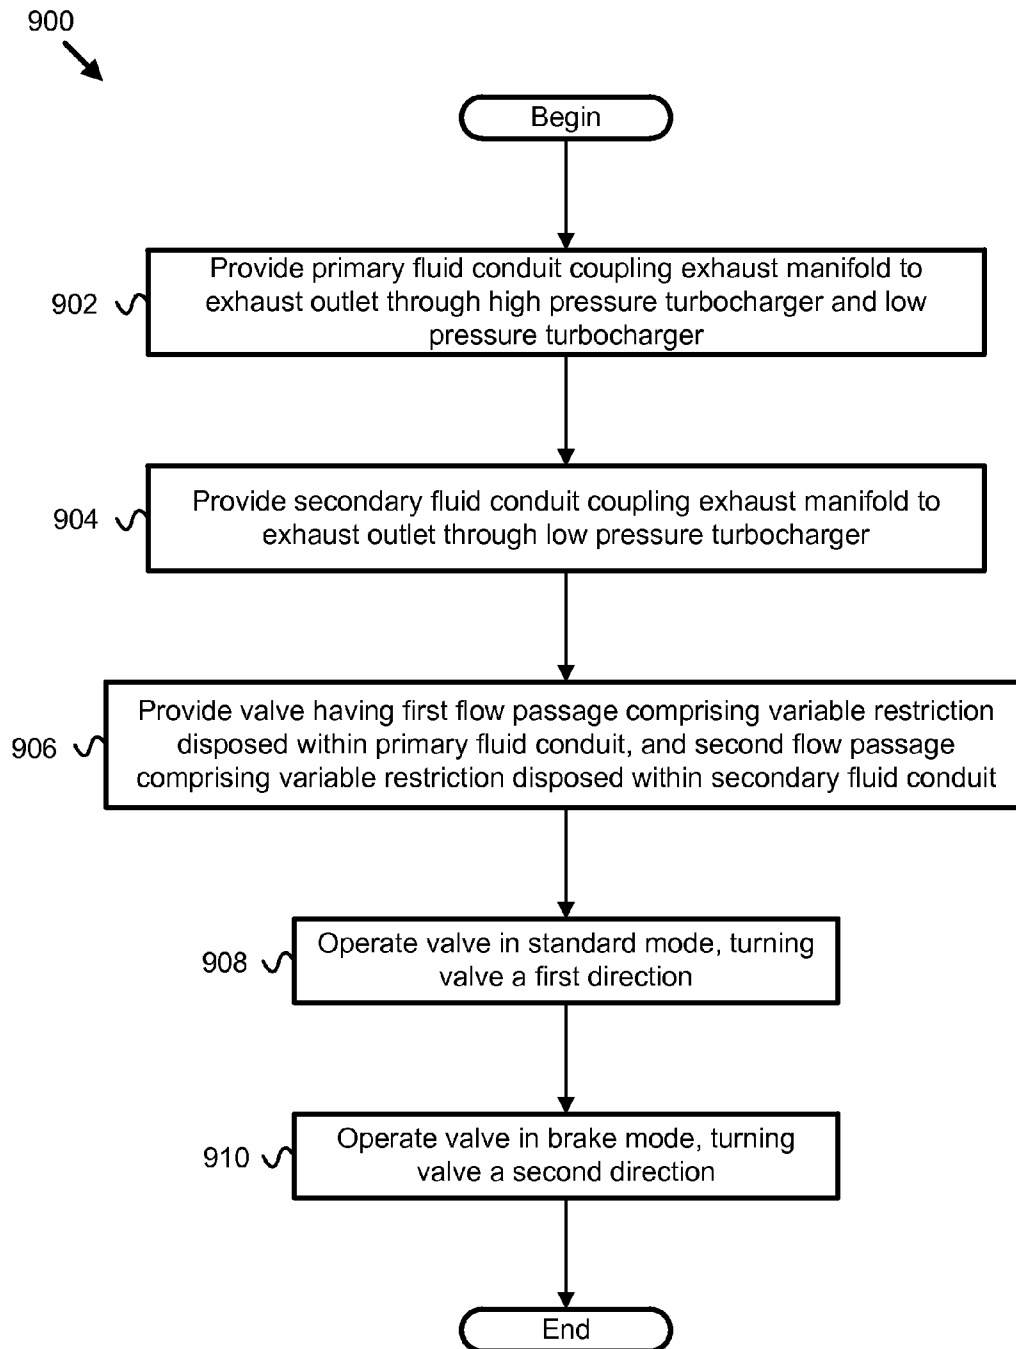 900
Begin
902
Provide primary fluid conduit coupling exhaust manifold to
exhaust outlet through high pressure turbocharger and low
pressure turbocharger
904
Provide secondary fluid conduit coupling exhaust manifold to
exhaust outlet through low pressure turbocharger
906
Provide valve having first flow passage comprising variable restriction
disposed within primary fluid conduit, and second flow passage
comprising variable restriction disposed within secondary fluid conduit
908
Operate valve in standard mode, turning
valve a first direction
910
Operate valve in brake mode, turning
valve a second direction
End